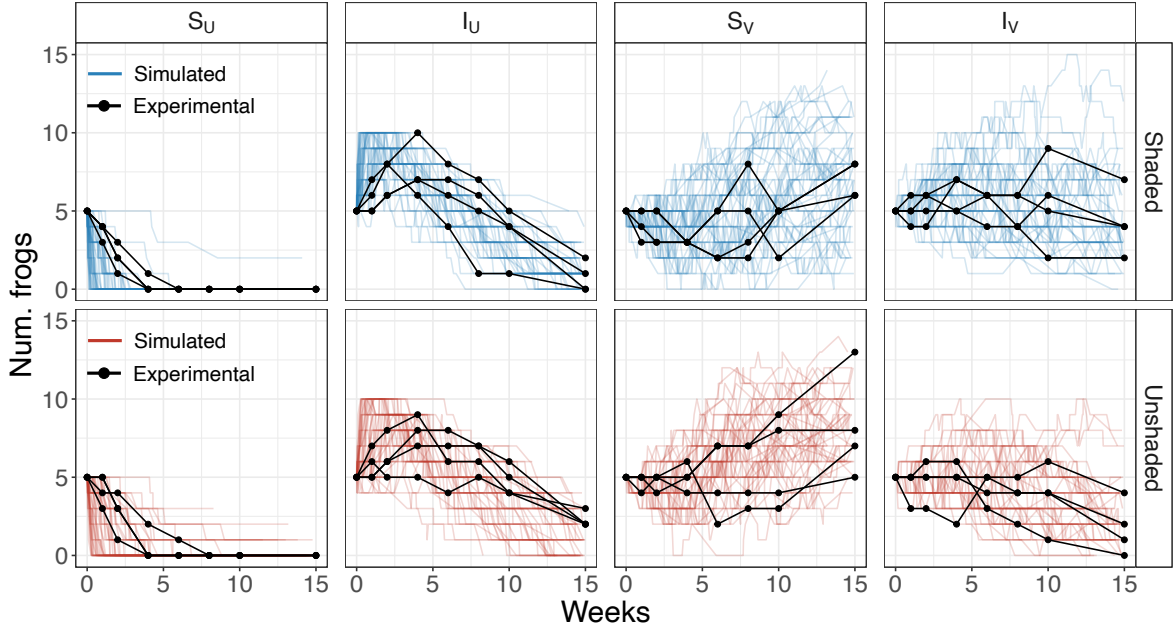 S_U I_U S_V I_V
15
10
5
0
Simulated
Experimental
Shaded
Num. frogs
15
10
5
0
Simulated
Experimental
Unshaded
0 5 10 15 0 5 10 15 0 5 10 15 0 5 10 15
Weeks